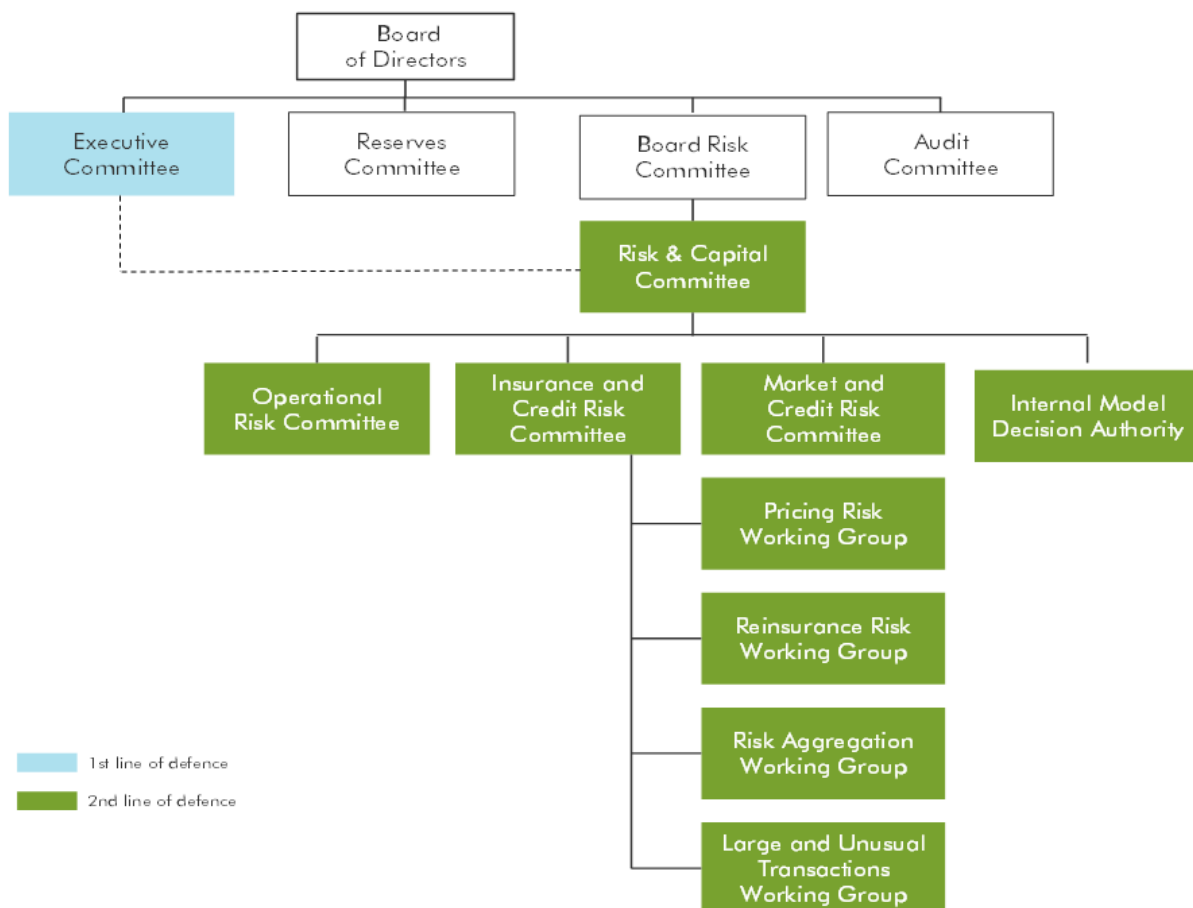 Board
of Directors
Executive
Committee
Reserves
Committee
Board Risk
Committee
Audit
Committee
Risk & Capital
Committee
Operational
Risk Committee
Insurance and
Credit Risk
Committee
Market and
Credit Risk
Committee
Internal Model
Decision Authority
Pricing Risk
Working Group
Reinsurance Risk
Working Group
Risk Aggregation
Working Group
Large and Unusual
Transactions
Working Group
1st line of defence
2nd line of defence